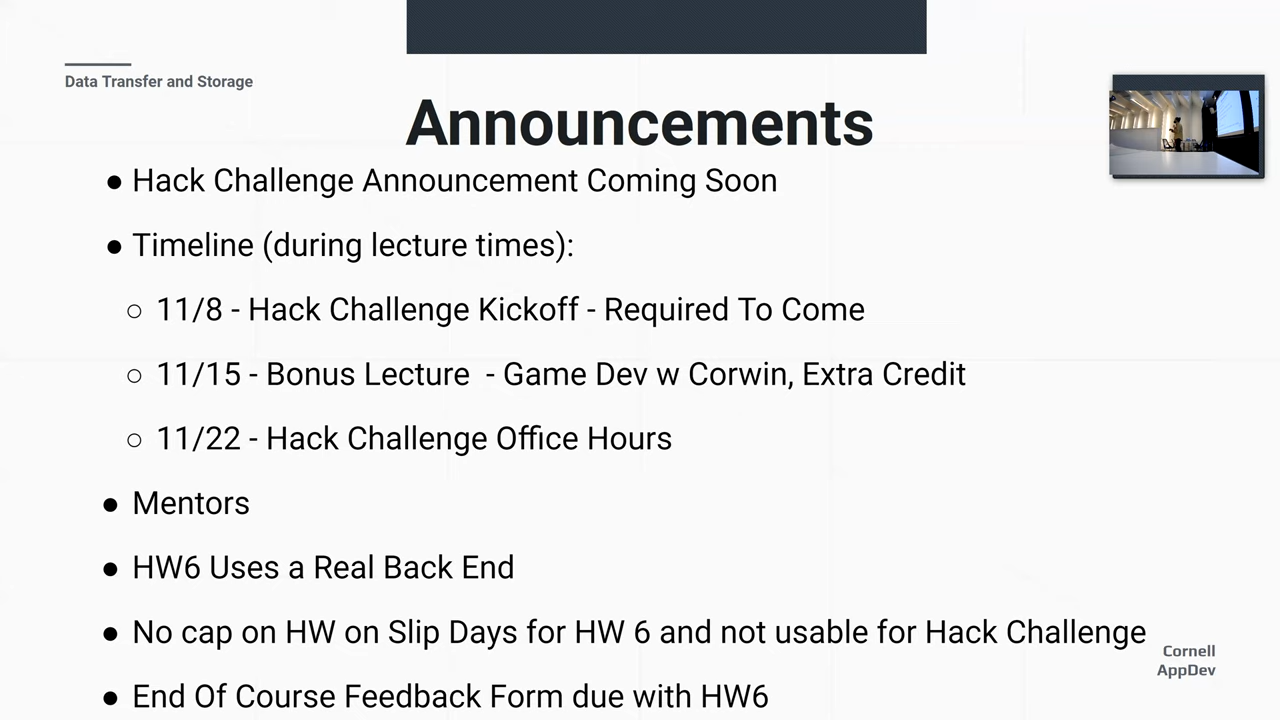 Data Transfer and Storage
Announcements
● Hack Challenge Announcement Coming Soon
● Timeline (during lecture times):
○ 11/8 - Hack Challenge Kickoff - Required To Come
○ 11/15 - Bonus Lecture - Game Dev w Corwin, Extra Credit
○ 11/22 - Hack Challenge Office Hours
● Mentors
● HW6 Uses a Real Back End
● No cap on HW on Slip Days for HW 6 and not usable for Hack Challenge
● End Of Course Feedback Form due with HW6
Cornell
AppDev